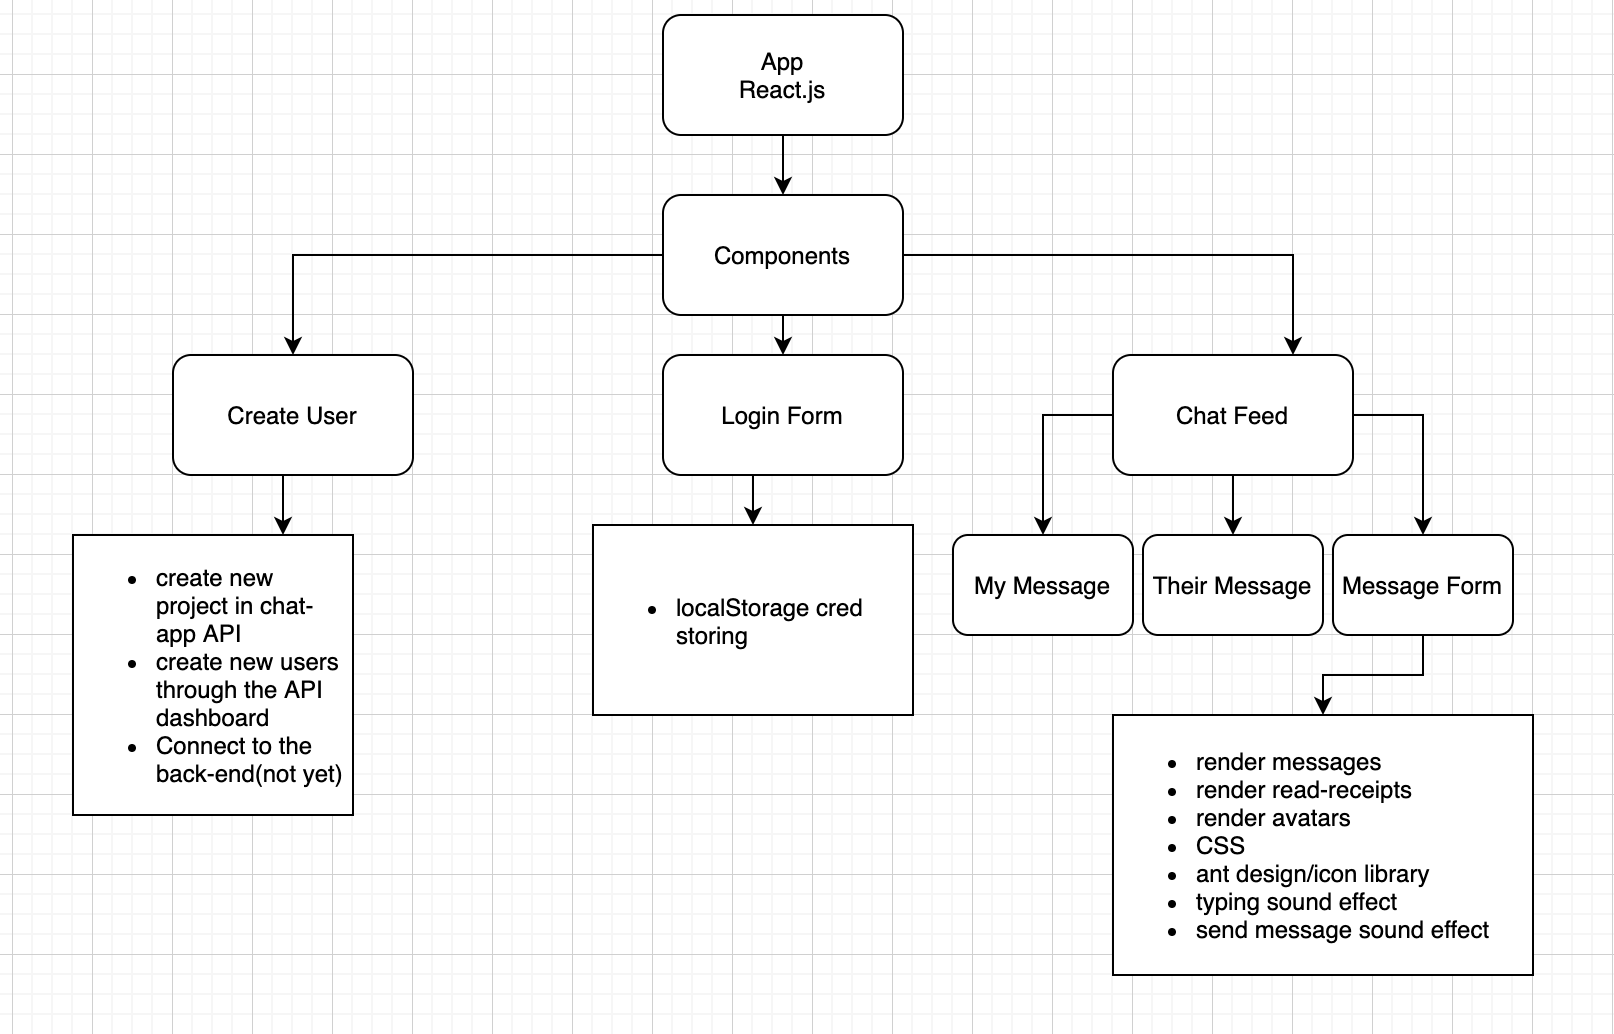 App
React.js
Components
Create User
Login Form
Chat Feed
My Message
Their Message
Message Form
• create new
project in chat-
app API
• create new users
through the API
dashboard
• Connect to the
back-end(not yet)
• localStorage cred
storing
• render messages
• render read-receipts
• render avatars
• CSS
• ant design/icon library
• typing sound effect
• send message sound effect